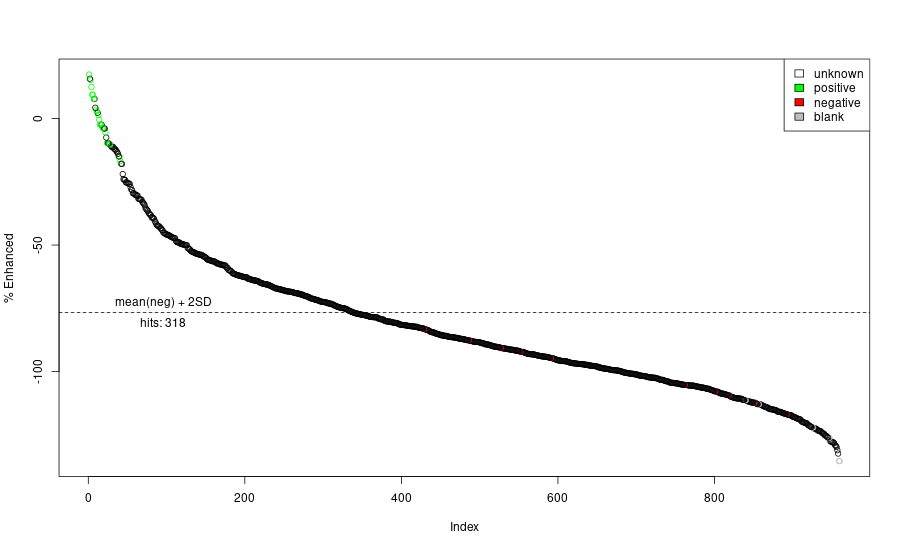 unknown
positive
negative
blank
% Enhanced
0
-50
-100
mean(neg) + 2SD
hits: 318
0
200
400
600
800
Index